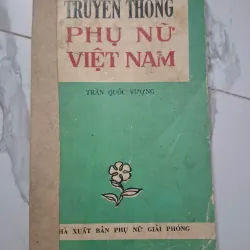 TRUYỀN THỐNG
PHỤ NỮ
VIỆT NAM
TRẦN QUỐC VƯỢNG
HÀ XUẤT BẢN PHỤ NỮ GIẢI PHÓNG